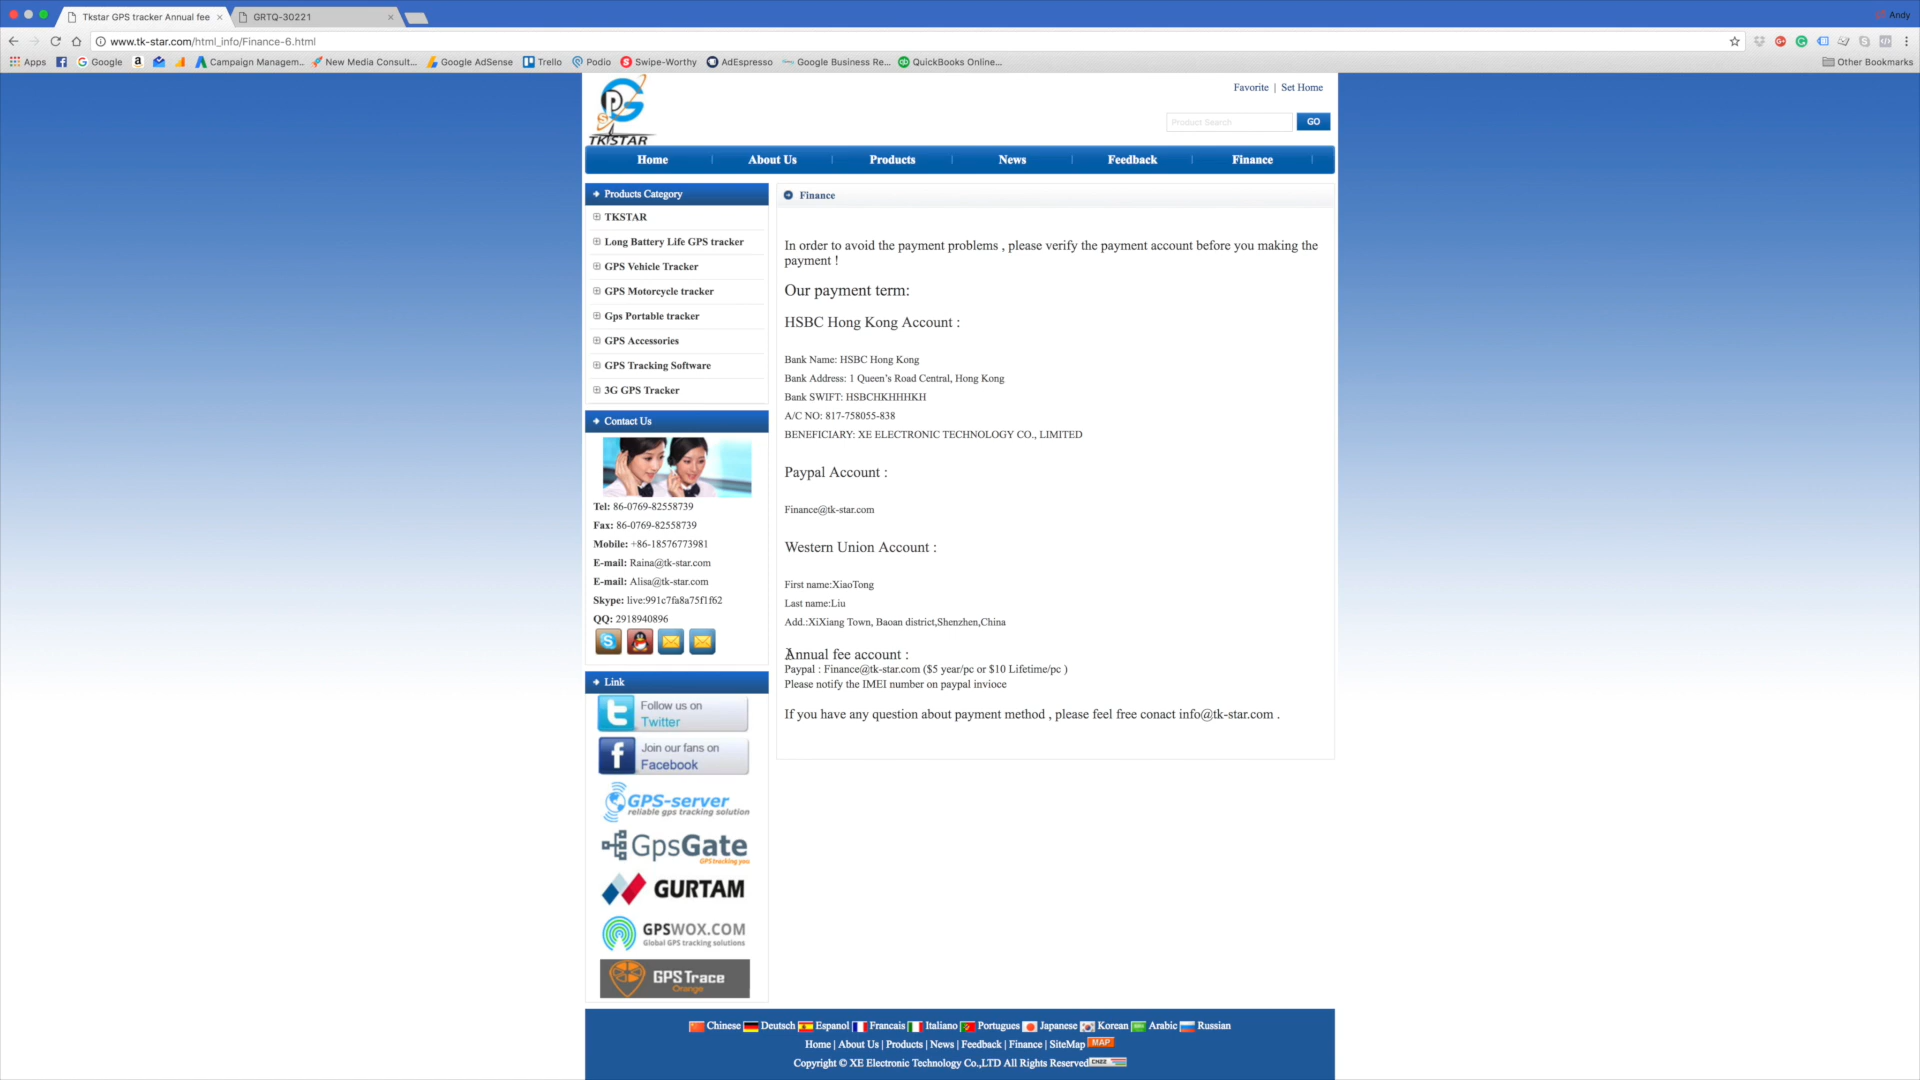 Tkstar GPS tracker Annual fee
GRTQ-30221
Andy
www.tk-star.com/html_info/Finance-6.html
Apps
Google
Campaign Managem...
New Media Consult...
Google AdSense
Trello
Podio
Swipe-Worthy
AdEspresso
Google Business Re...
QuickBooks Online...
Other Bookmarks
TKSTAR
Favorite | Set Home
Product Search
GO
Home
About Us
Products
News
Feedback
Finance
Products Category
TKSTAR
Long Battery Life GPS tracker
GPS Vehicle Tracker
GPS Motorcycle tracker
Gps Portable tracker
GPS Accessories
GPS Tracking Software
3G GPS Tracker
Contact Us
Tel: 86-0769-82558739
Fax: 86-0769-82558739
Mobile: +86-18576773981
E-mail: Raina@tk-star.com
E-mail: Alisa@tk-star.com
Skype: live:991c7fa8a75f1f62
QQ: 2918940896
Link
Follow us on
Twitter
Join our fans on
Facebook
GPS-server
reliable gps tracking solution
GpsGate
GPS tracking you
GURTAM
GPSWOX.COM
Global GPS tracking solutions
GPS Trace
Orange
Finance
In order to avoid the payment problems , please verify the payment account before you making the
payment !
Our payment term:
HSBC Hong Kong Account :
Bank Name: HSBC Hong Kong
Bank Address: 1 Queen's Road Central, Hong Kong
Bank SWIFT: HSBCHKHHHKH
A/C NO: 817-758055-838
BENEFICIARY: XE ELECTRONIC TECHNOLOGY CO., LIMITED
Paypal Account :
Finance@tk-star.com
Western Union Account :
First name:XiaoTong
Last name:Liu
Add.:XiXiang Town, Baoan district,Shenzhen,China
Annual fee account :
Paypal : Finance@tk-star.com ($5 year/pc or $10 Lifetime/pc )
Please notify the IMEI number on paypal invioce
If you have any question about payment method , please feel free conact info@tk-star.com .
Chinese Deutsch Espanol Francais Italiano Portugues Japanese Korean Arabic Russian
Home | About Us | Products | News | Feedback | Finance | SiteMap MAP
Copyright © XE Electronic Technology Co.,LTD All Rights Reserved CNZZ